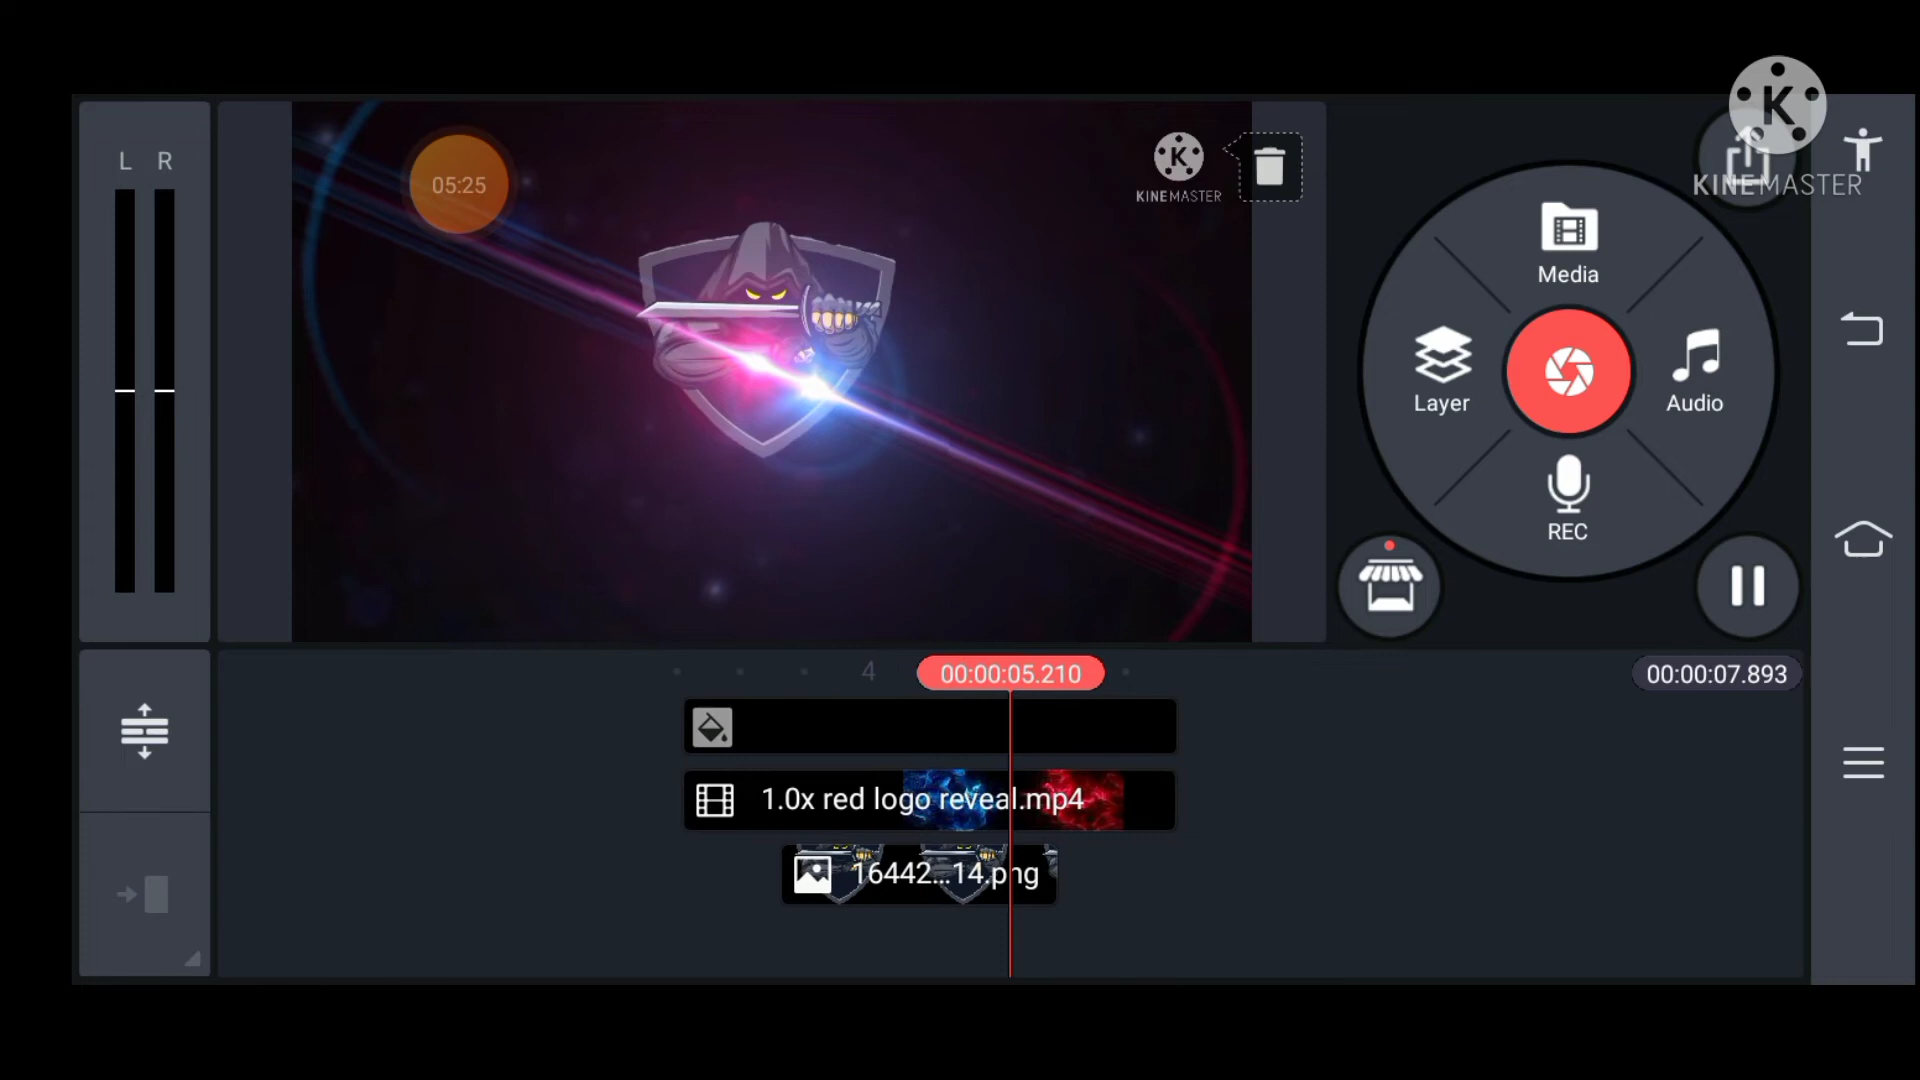 L R
05:25
K
KINEMASTER
K
KINEMASTER
Media
Layer
Audio
REC
4
00:00:05.210
00:00:07.893
1.0x red logo reveal.mp4
16442...14.png